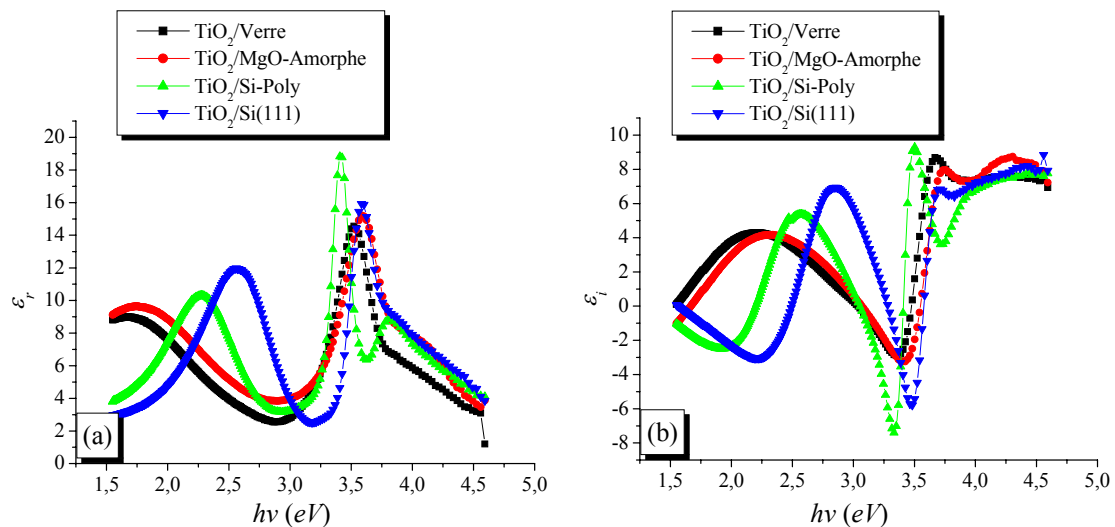 TiO2/Verre
TiO2/MgO-Amorphe
TiO2/Si-Poly
TiO2/Si(111)
20
18
16
14
12
10
8
6
4
2
0
εr
(a)
1,5 2,0 2,5 3,0 3,5 4,0 4,5 5,0
hν (eV)
TiO2/Verre
TiO2/MgO-Amorphe
TiO2/Si-Poly
TiO2/Si(111)
10
8
6
4
2
0
-2
-4
-6
-8
εi
(b)
1,5 2,0 2,5 3,0 3,5 4,0 4,5 5,0
hν (eV)